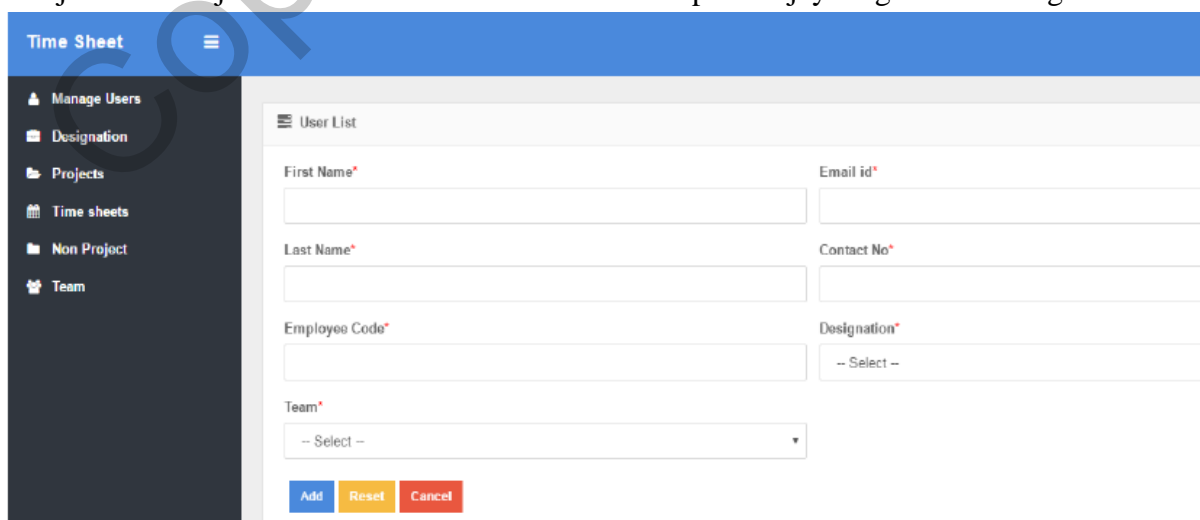 Time Sheet
Manage Users
Designation
Projects
Time sheets
Non Project
Team
User List
First Name* Email id*
Last Name* Contact No*
Employee Code* Designation*
-- Select --
Team*
-- Select --
Add Reset Cancel
Cop